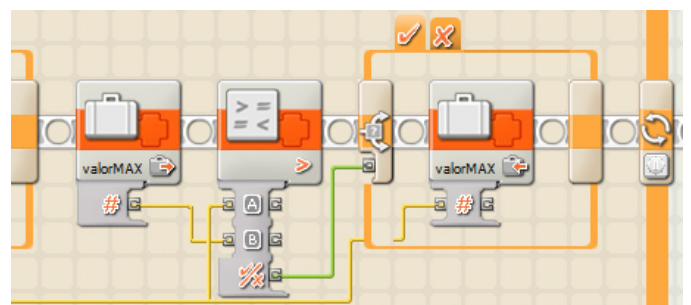 valorMAX
valorMAX
> =
= <
>
#
#
A
B
?